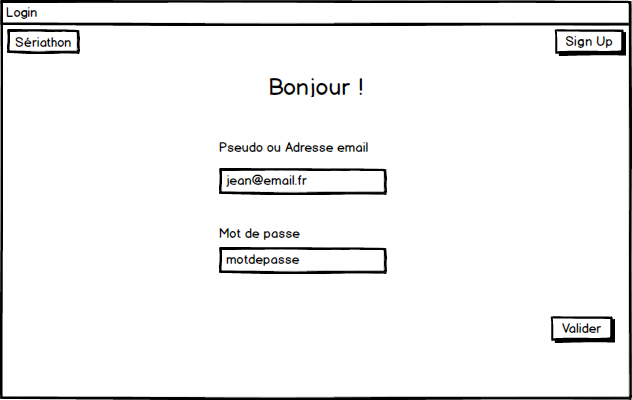 Login
Sériathon
Sign Up
Bonjour !
Pseudo ou Adresse email
jean@email.fr
Mot de passe
motdepasse
Valider